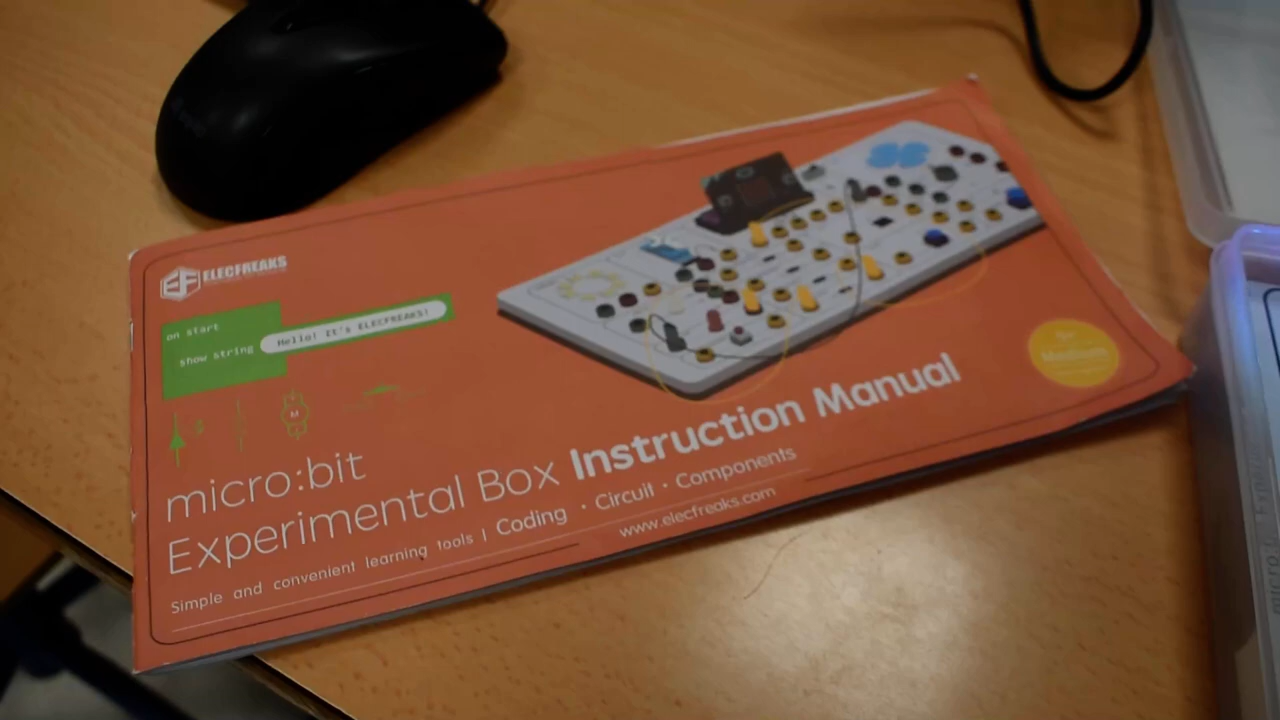 ELECFREAKS
on start
show string
Hello! It's ELECFREAKS!
M
Medium
micro:bit
Experimental Box Instruction Manual
Simple and convenient learning tools | Coding · Circuit · Components
www.elecfreaks.com